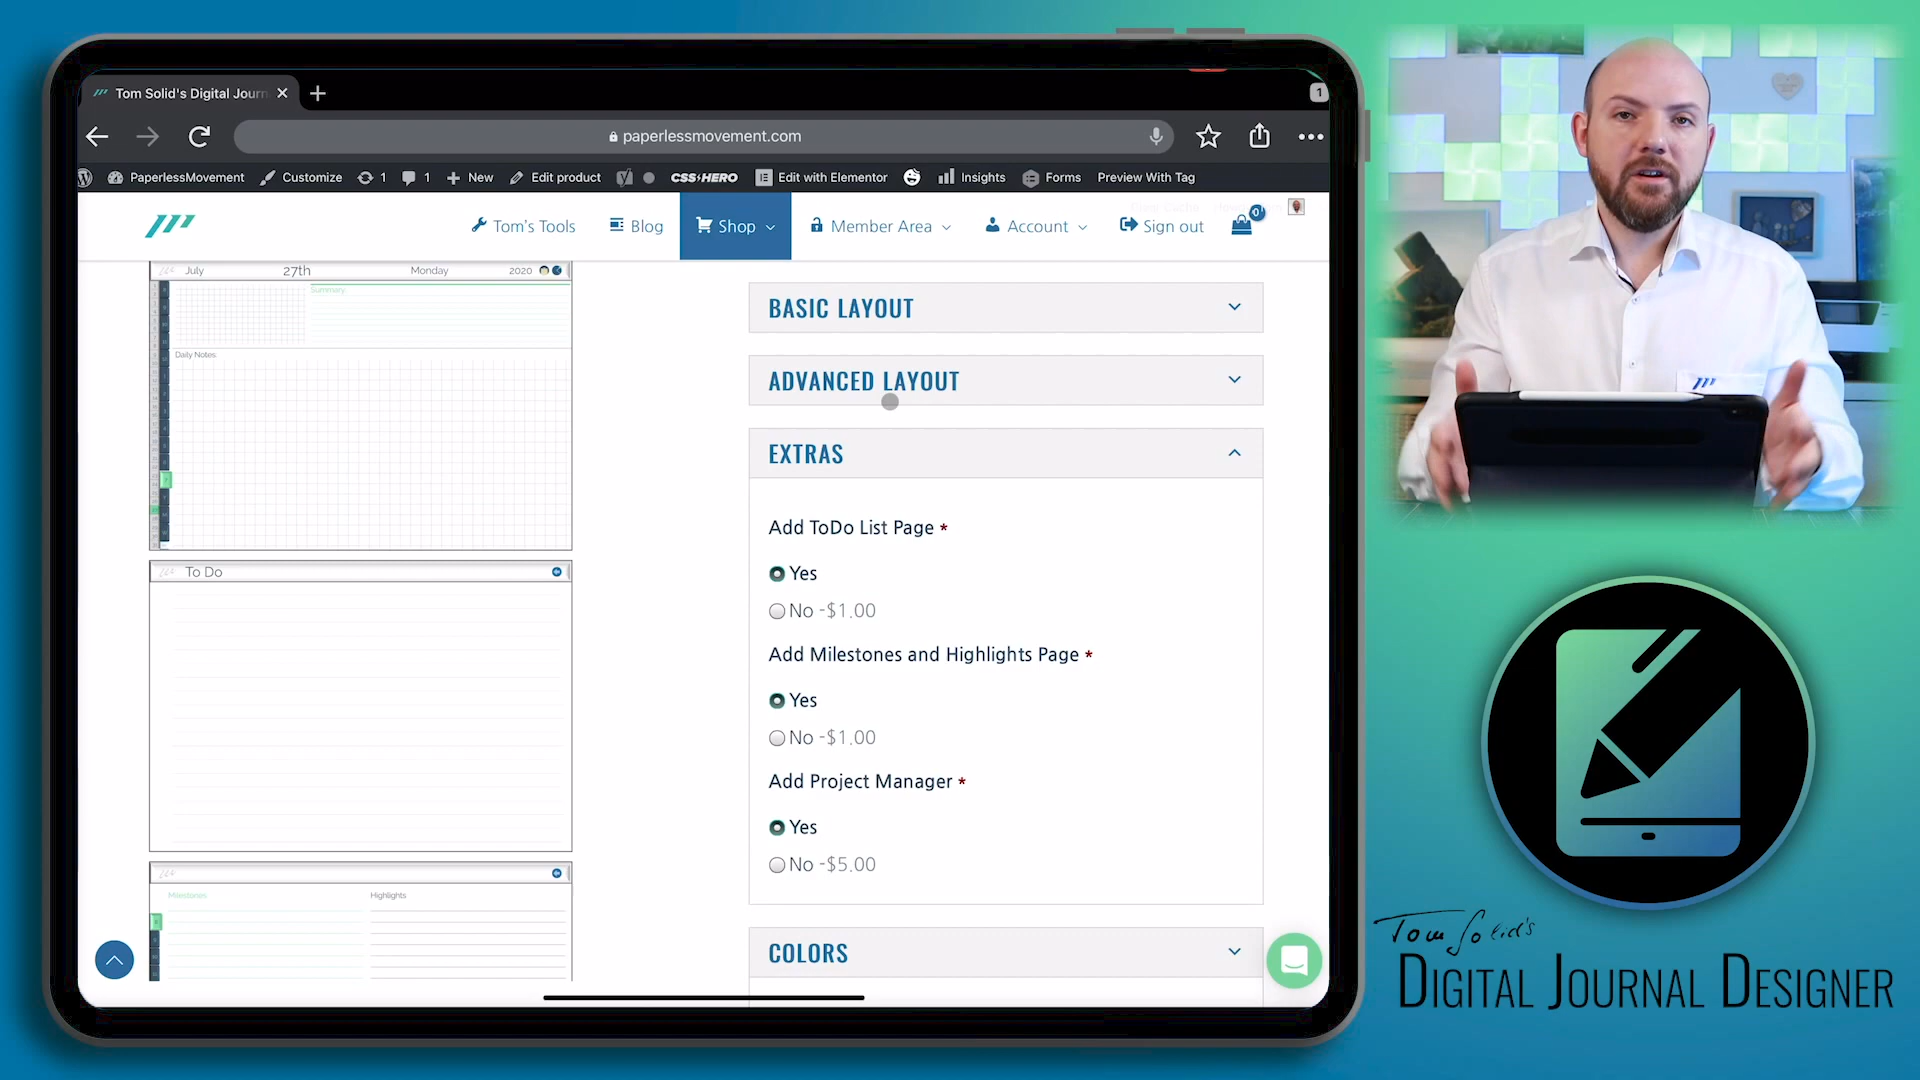 Tom Solid's Digital Journ
1
paperlessmovement.com
PaperlessMovement
Customize
1
1
New
Edit product
CSS HERO
Edit with Elementor
Insights
Forms
Preview With Tag
Tom's Tools
Blog
Shop
Member Area
Account
Sign out
0
July 27th Monday 2020
Summary
Daily Notes:
To Do
Milestones
Highlights
BASIC LAYOUT
ADVANCED LAYOUT
EXTRAS
Add ToDo List Page *
Yes
No -$1.00
Add Milestones and Highlights Page *
Yes
No -$1.00
Add Project Manager *
Yes
No -$5.00
COLORS
Tom Solid's
DIGITAL JOURNAL DESIGNER